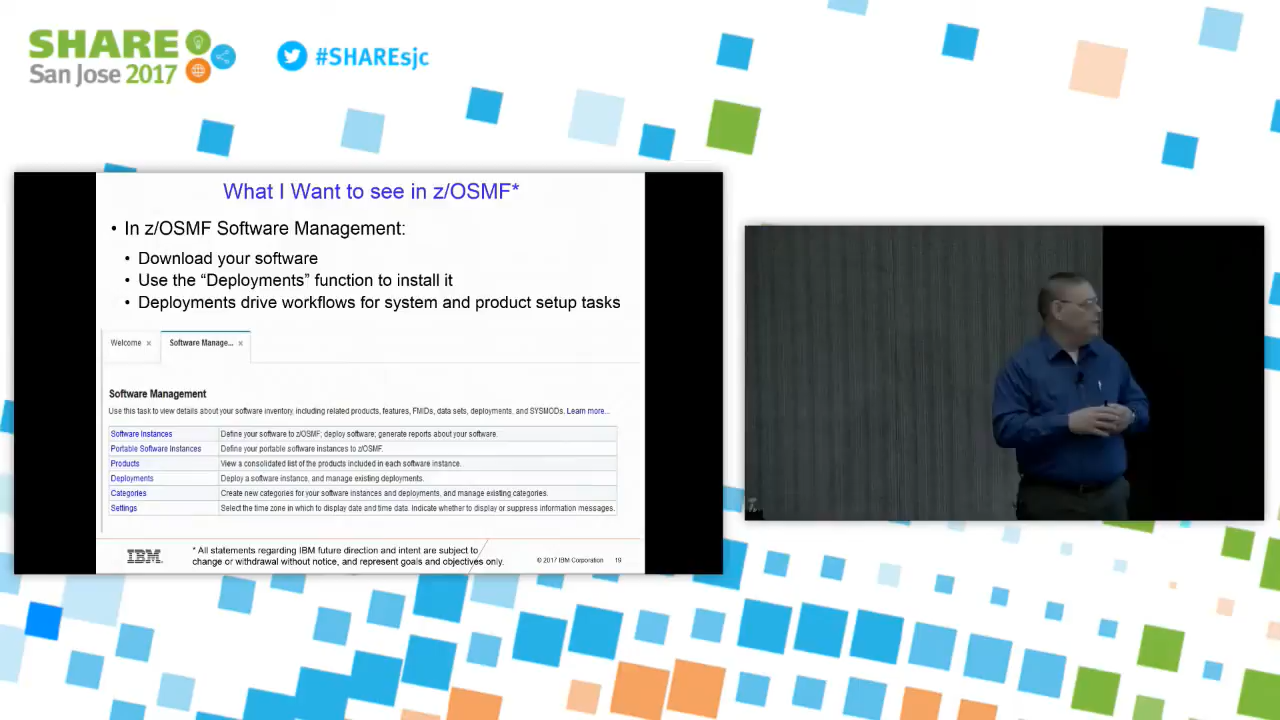 SHARE
San Jose 2017
#SHAREsjc
What I Want to see in z/OSMF*
• In z/OSMF Software Management:
• Download your software
• Use the “Deployments” function to install it
• Deployments drive workflows for system and product setup tasks
Welcome ×
Software Manage... ×
Software Management
Use this task to view details about your software inventory, including related products, features, FMIDs, data sets, deployments, and SYSMODs. Learn more...
Software Instances Define your software to z/OSMF; deploy software; generate reports about your software.
Portable Software Instances Define your portable software instances to z/OSMF.
Products View a consolidated list of the products included in each software instance.
Deployments Deploy a software instance, and manage existing deployments.
Categories Create new categories for your software instances and deployments, and manage existing categories.
Settings Select the time zone in which to display date and time data. Indicate whether to display or suppress information messages.
IBM
* All statements regarding IBM future direction and intent are subject to
change or withdrawal without notice, and represent goals and objectives only.
© 2017 IBM Corporation 19